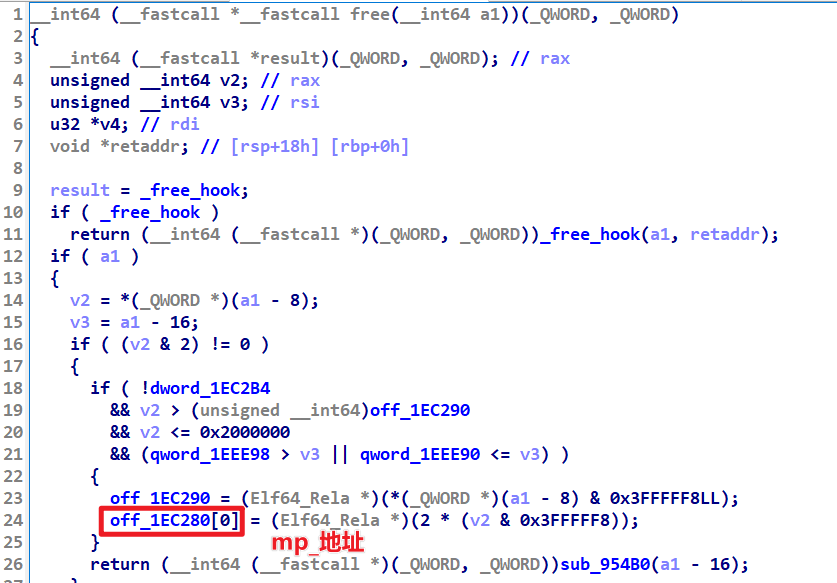 1 __int64 (__fastcall *__fastcall free(__int64 a1))(_QWORD, _QWORD)
2 {
3 __int64 (__fastcall *result)(_QWORD, _QWORD); // rax
4 unsigned __int64 v2; // rax
5 unsigned __int64 v3; // rsi
6 u32 *v4; // rdi
7 void *retaddr; // [rsp+18h] [rbp+0h]
8
9 result = _free_hook;
10 if ( _free_hook )
11 return (__int64 (__fastcall *)(_QWORD, _QWORD))_free_hook(a1, retaddr);
12 if ( a1 )
13 {
14 v2 = *(_QWORD *)(a1 - 8);
15 v3 = a1 - 16;
16 if ( (v2 & 2) != 0 )
17 {
18 if ( !dword_1EC2B4
19 && v2 > (unsigned __int64)off_1EC290
20 && v2 <= 0x2000000
21 && (qword_1EEE98 > v3 || qword_1EEE90 <= v3) )
22 {
23 off_1EC290 = (Elf64_Rela *)(*(_QWORD *)(a1 - 8) & 0x3FFFFF8LL);
24 off_1EC280[0] = (Elf64_Rela *)(2 * (v2 & 0x3FFFFF8));
25 }
mp_地址
26 return (__int64 (__fastcall *)(_QWORD, _QWORD))sub_954B0(a1 - 16);